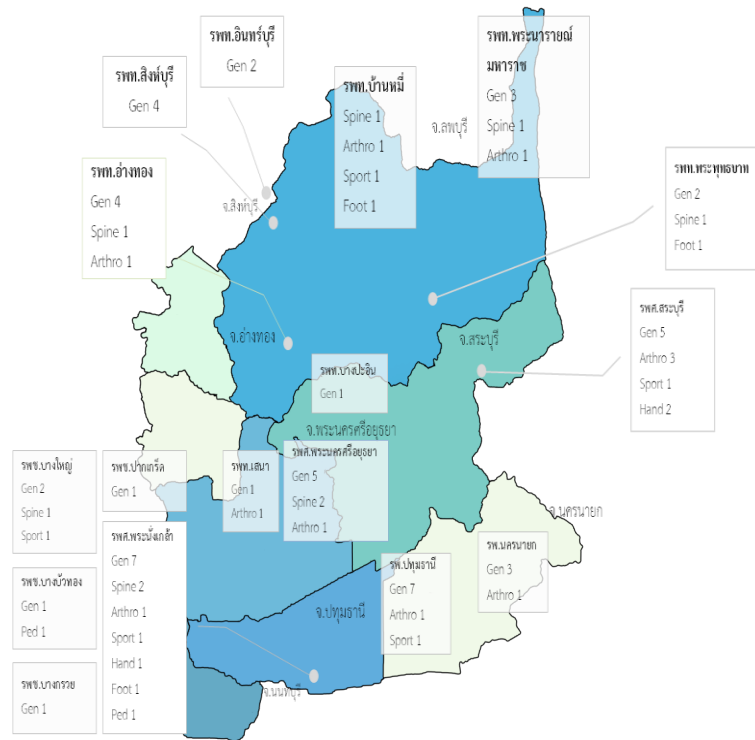 รพท.อินทร์บุรี
Gen 2
รพท.สิงห์บุรี
Gen 4
รพท.บ้านหมี่
Spine 1
Arthro 1
Sport 1
Foot 1
รพท.พระนารายณ์
มหาราช
Gen 3
Spine 1
Arthro 1
จ.ลพบุรี
รพท.พระพุทธบาท
Gen 2
Spine 1
Foot 1
รพท.อ่างทอง
Gen 4
Spine 1
Arthro 1
จ.สิงห์บุรี
รพศ.สระบุรี
Gen 5
Arthro 3
Sport 1
Hand 2
จ.อ่างทอง
จ.สระบุรี
รพท.บางปะอิน
Gen 1
จ.พระนครศรีอยุธยา
รพศ.พระนครศรีอยุธยา
Gen 5
Spine 2
Arthro 1
รพท.เสนา
Gen 1
Arthro 1
รพช.บางใหญ่
Gen 2
Spine 1
Sport 1
รพช.ปากเกร็ด
Gen 1
จ.นครนายก
รพ.นครนายก
Gen 3
Arthro 1
รพศ.พระนั่งเกล้า
Gen 7
Spine 2
Arthro 1
Sport 1
Hand 1
Foot 1
Ped 1
รพ.ปทุมธานี
Gen 7
Arthro 1
Sport 1
รพช.บางบัวทอง
Gen 1
Ped 1
จ.ปทุมธานี
รพช.บางกรวย
Gen 1
จ.นนทบุรี